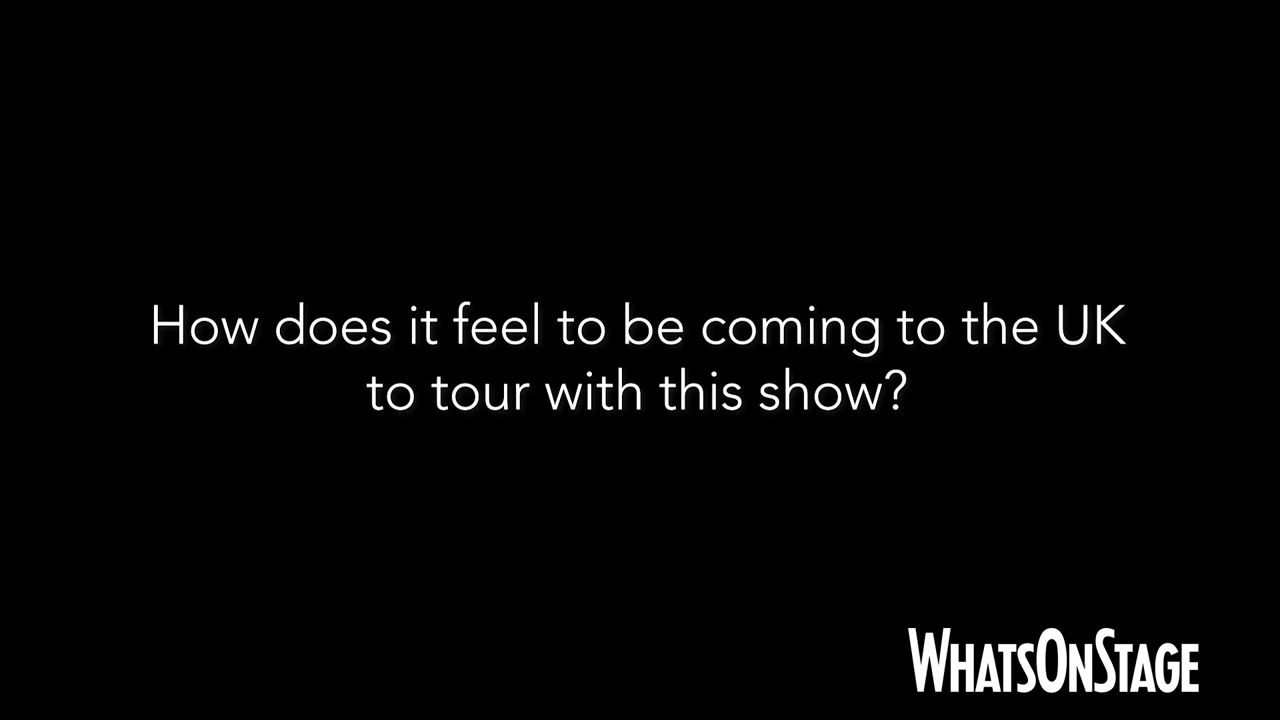 How does it feel to be coming to the UK
to tour with this show?
WHATSONSTAGE